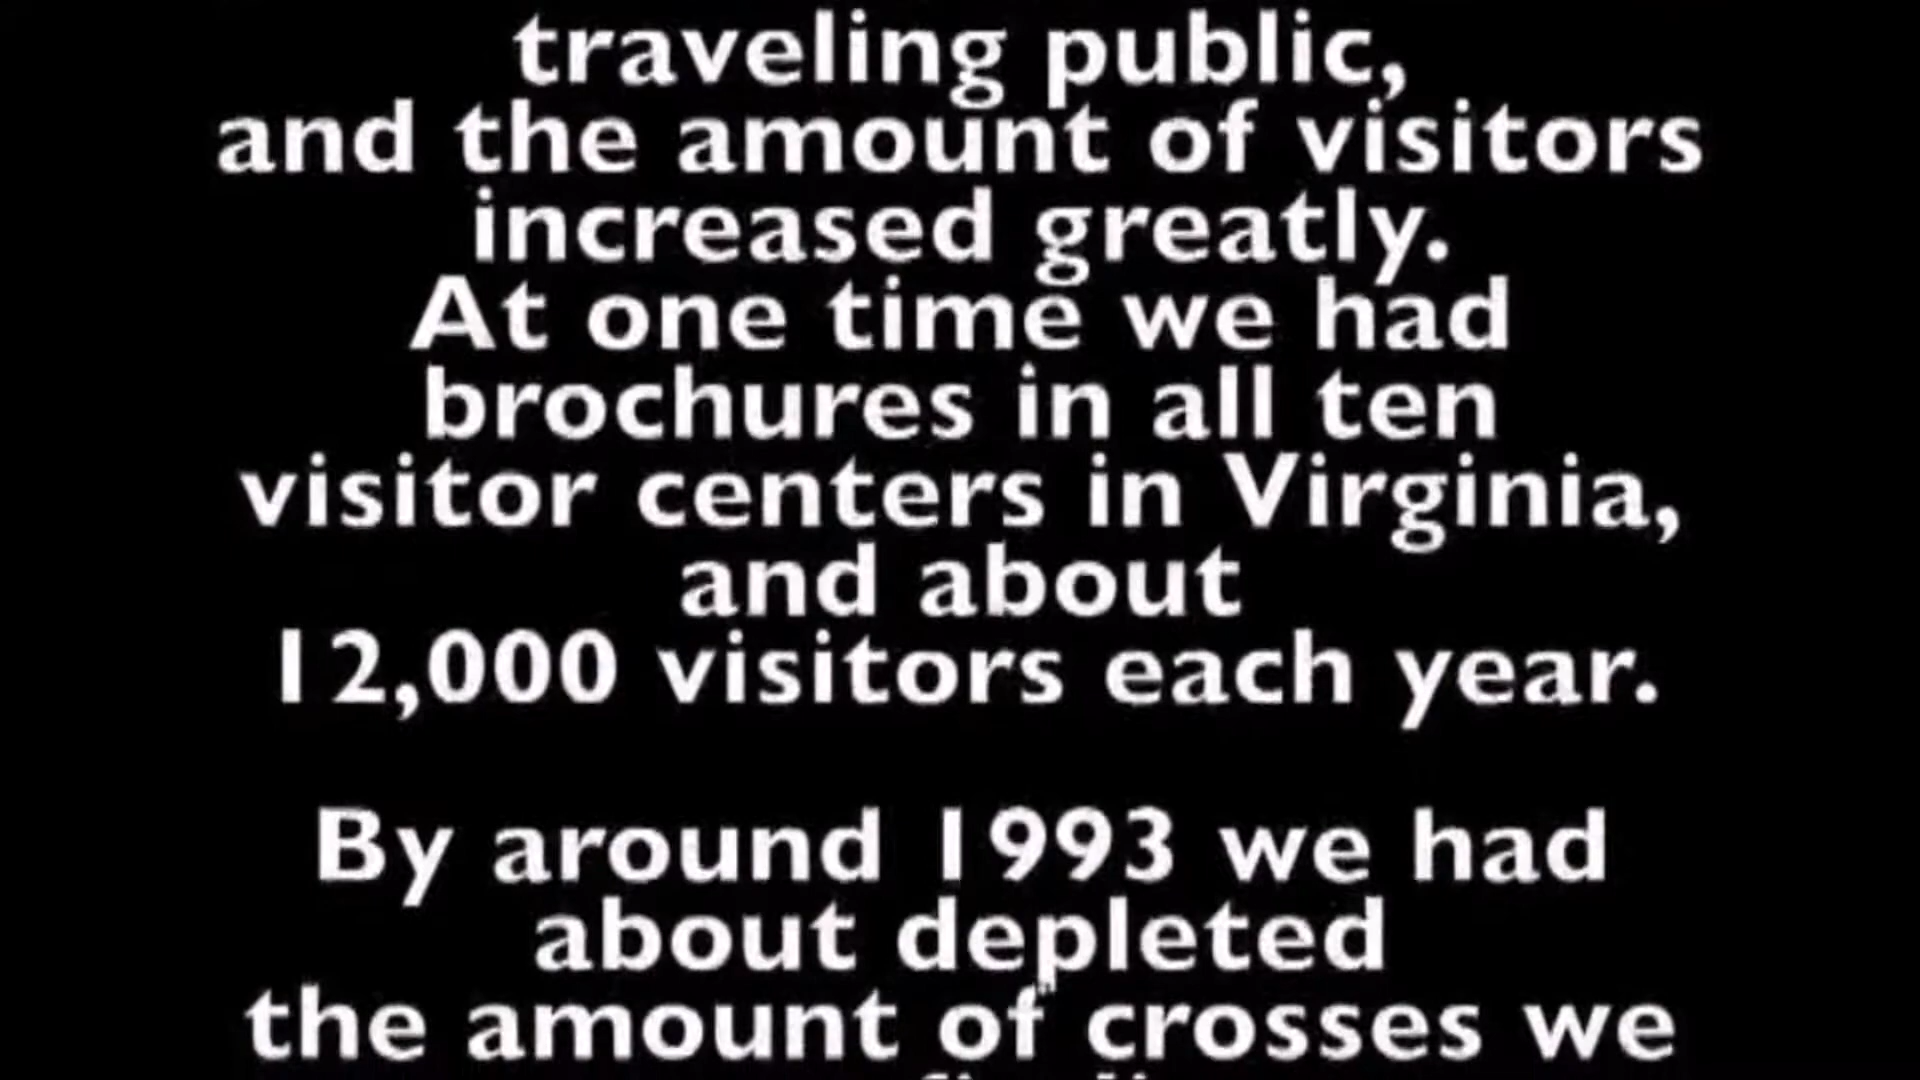 traveling public,
and the amount of visitors
increased greatly.
At one time we had
brochures in all ten
visitor centers in Virginia,
and about
12,000 visitors each year.
By around 1993 we had
about depleted
the amount of crosses we